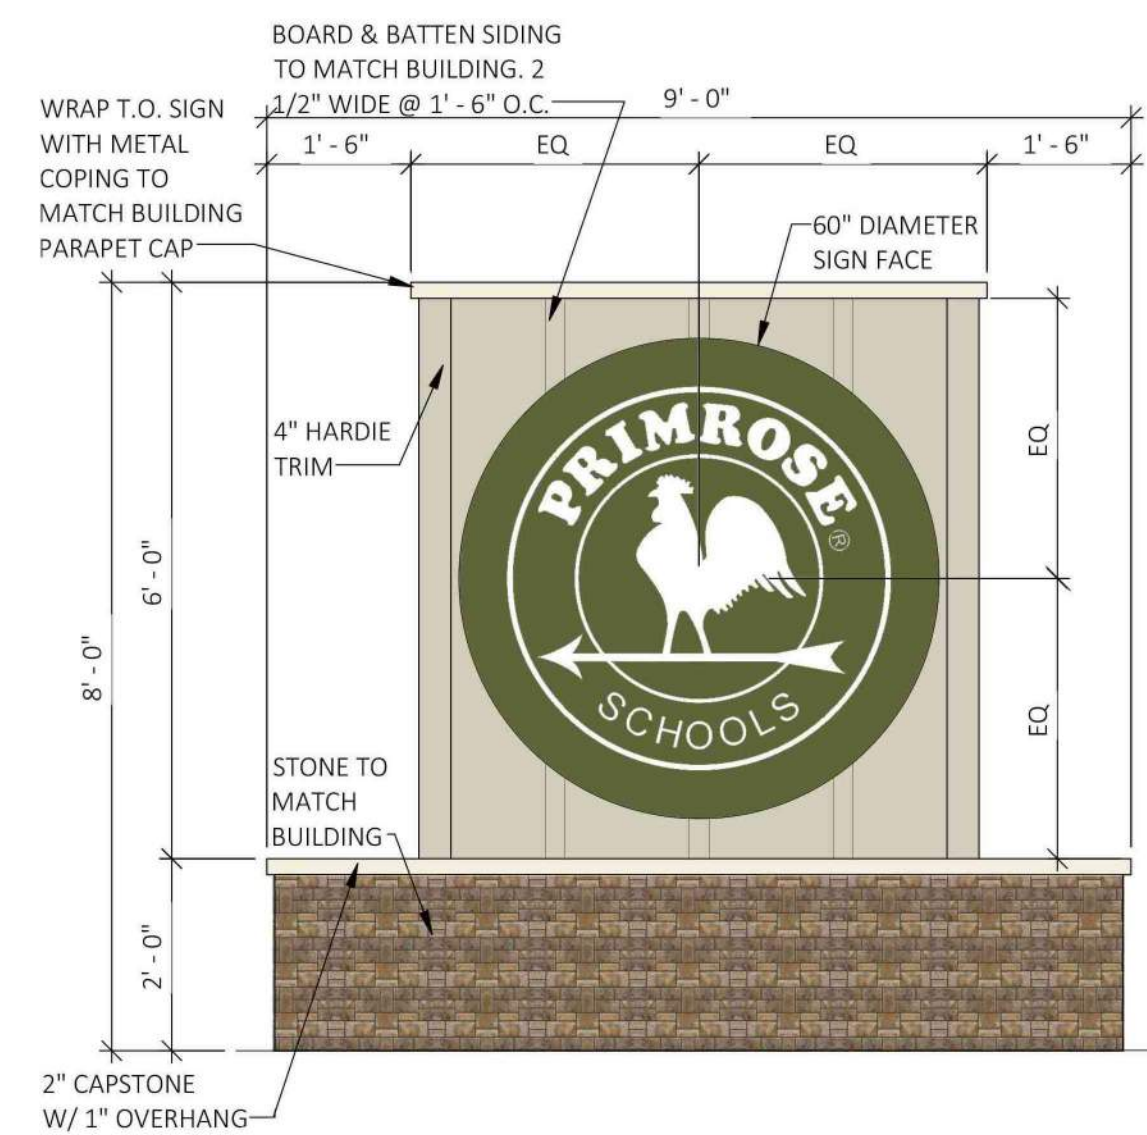 BOARD & BATTEN SIDING
TO MATCH BUILDING. 2
1/2" WIDE @ 1' - 6" O.C.
9' - 0"
WRAP T.O. SIGN
WITH METAL
COPING TO
MATCH BUILDING
PARAPET CAP
1' - 6"
EQ
EQ
1' - 6"
60" DIAMETER
SIGN FACE
4" HARDIE
TRIM
PRIMROSE
®
SCHOOLS
EQ
EQ
6' - 0"
8' - 0"
STONE TO
MATCH
BUILDING
2' - 0"
2" CAPSTONE
W/ 1" OVERHANG